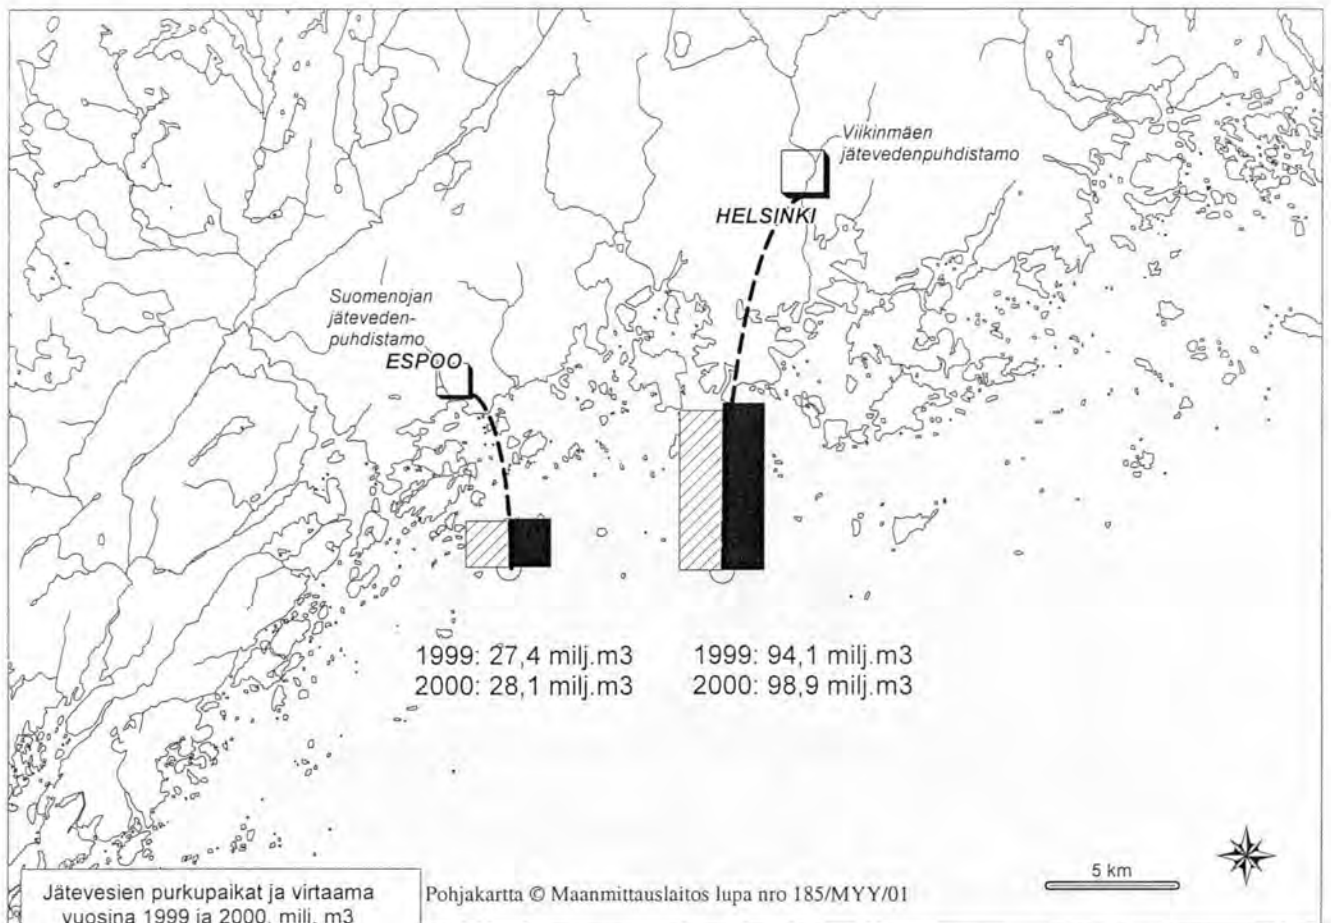 Viikinmäen
jätevedenpuhdistamo
HELSINKI
Suomenojan
jäteveden-
puhdistamo
ESPOO
1999: 27,4 milj.m3
2000: 28,1 milj.m3
1999: 94,1 milj.m3
2000: 98,9 milj.m3
5 km
Jätevesien purkupaikat ja virtaama
vuosina 1999 ja 2000, milj. m3
Pohjakartta © Maanmittauslaitos lupa nro 185/MYY/01